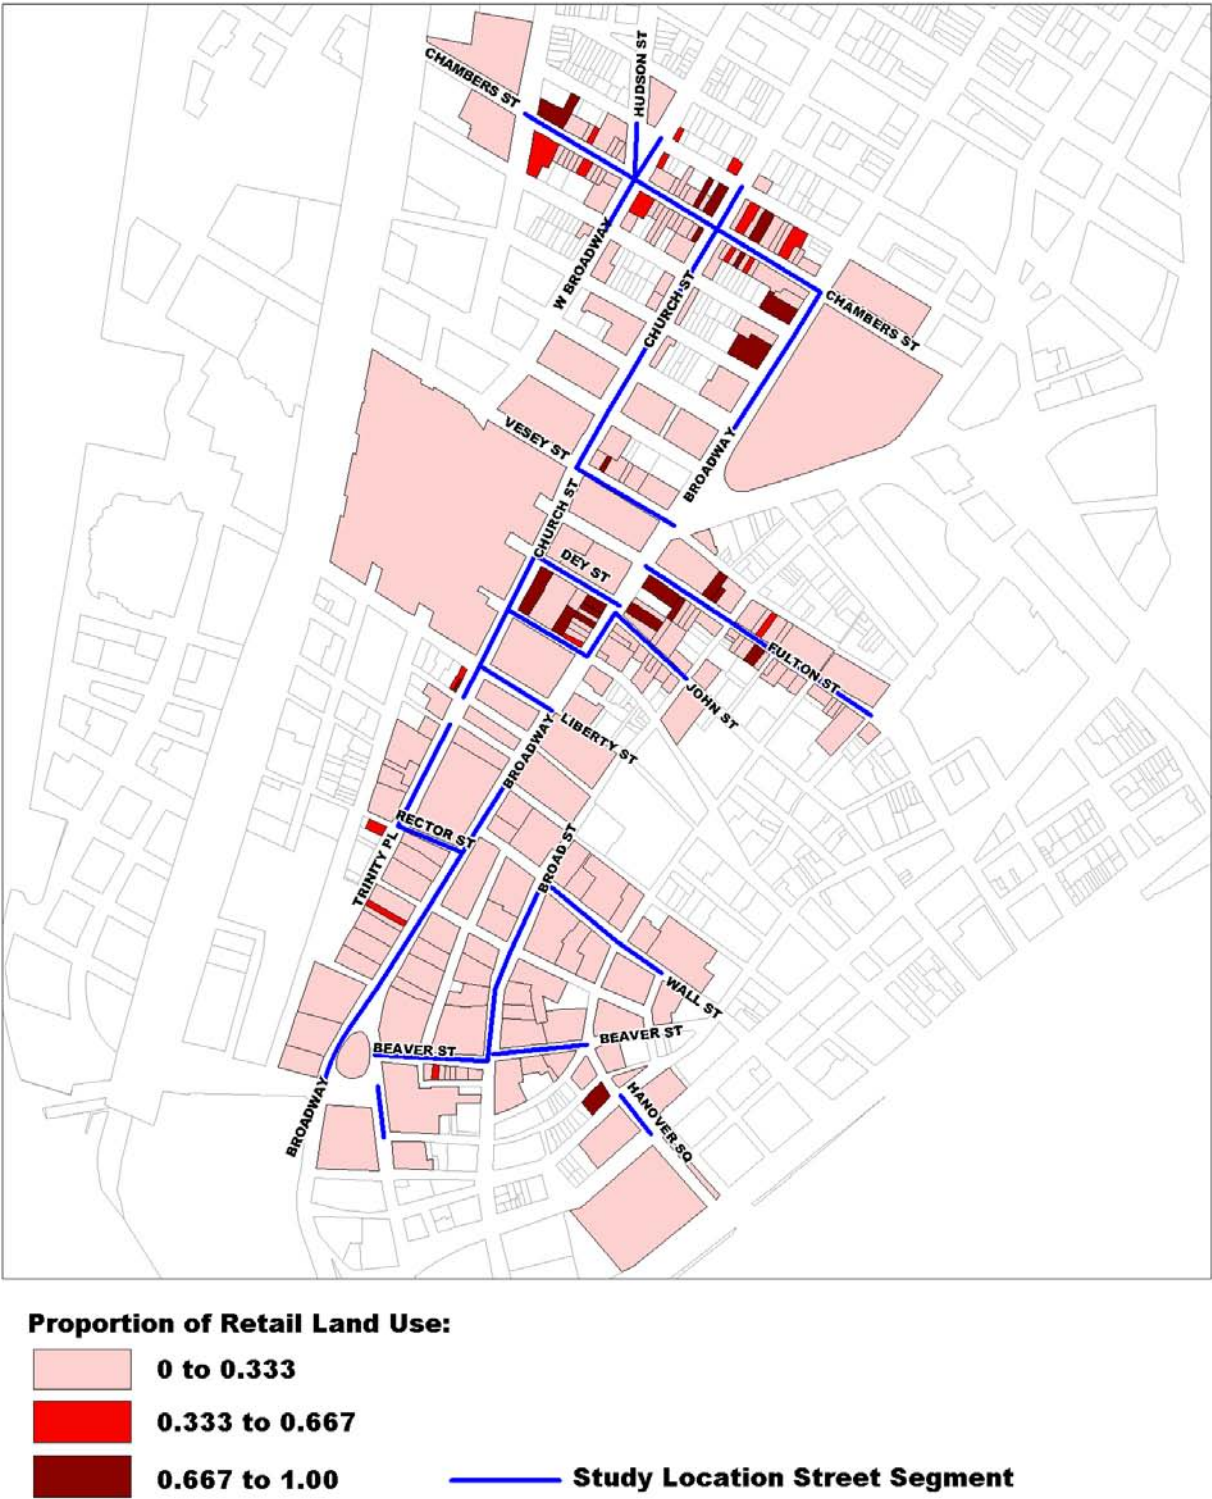 HUDSON ST
CHAMBERS ST
W BROADWAY
CHURCH ST
CHAMBERS ST
VESEY ST
BROADWAY
CHURCH ST
DEY ST
FULTON ST
JOHN ST
LIBERTY ST
BROADWAY
RECTOR ST
TRINITY PL
BROAD ST
WALL ST
BEAVER ST
BEAVER ST
HANOVER SQ
BROADWAY
Proportion of Retail Land Use:
0 to 0.333
0.333 to 0.667
0.667 to 1.00
Study Location Street Segment